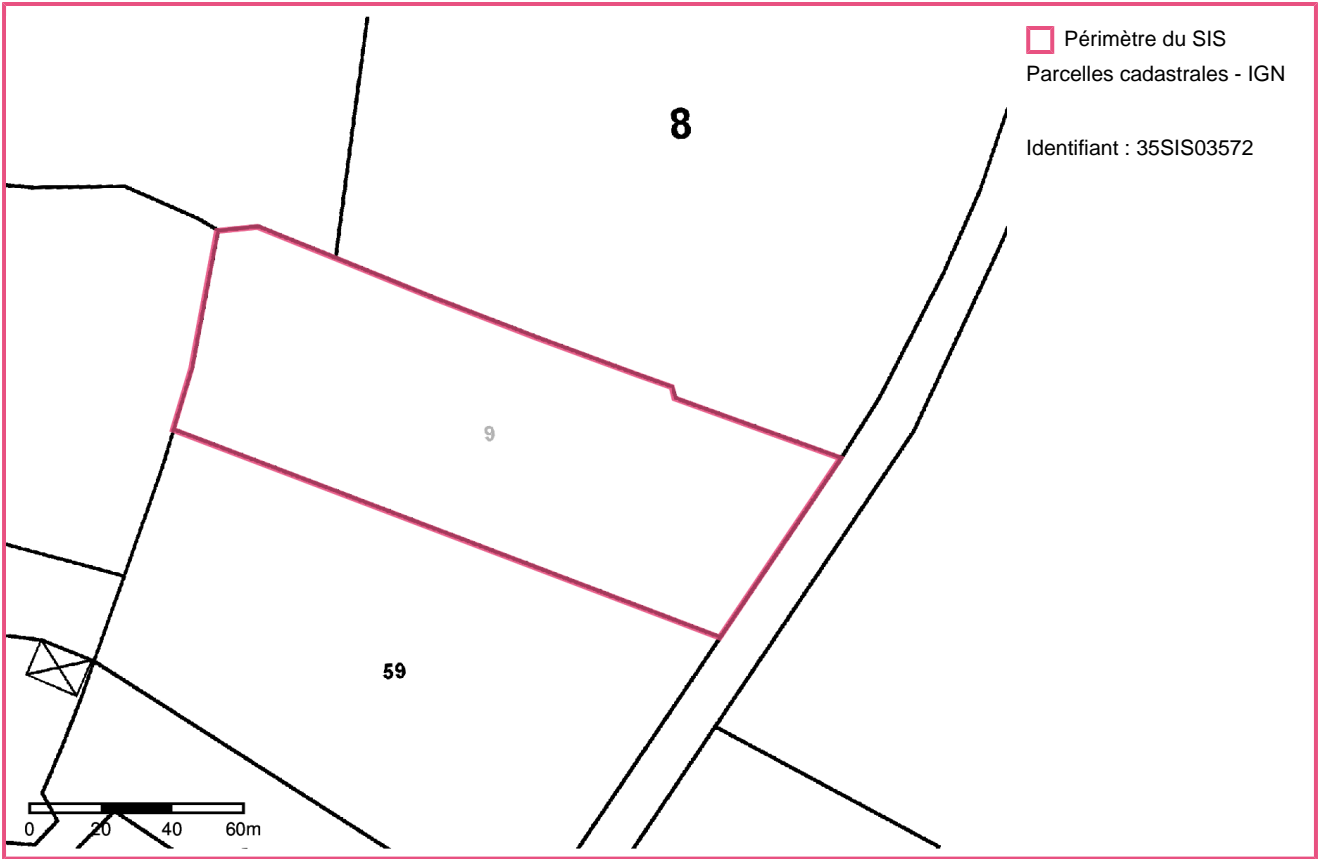 Périmètre du SIS
Parcelles cadastrales - IGN
Identifiant : 35SIS03572
8
9
59
0 20 40 60m